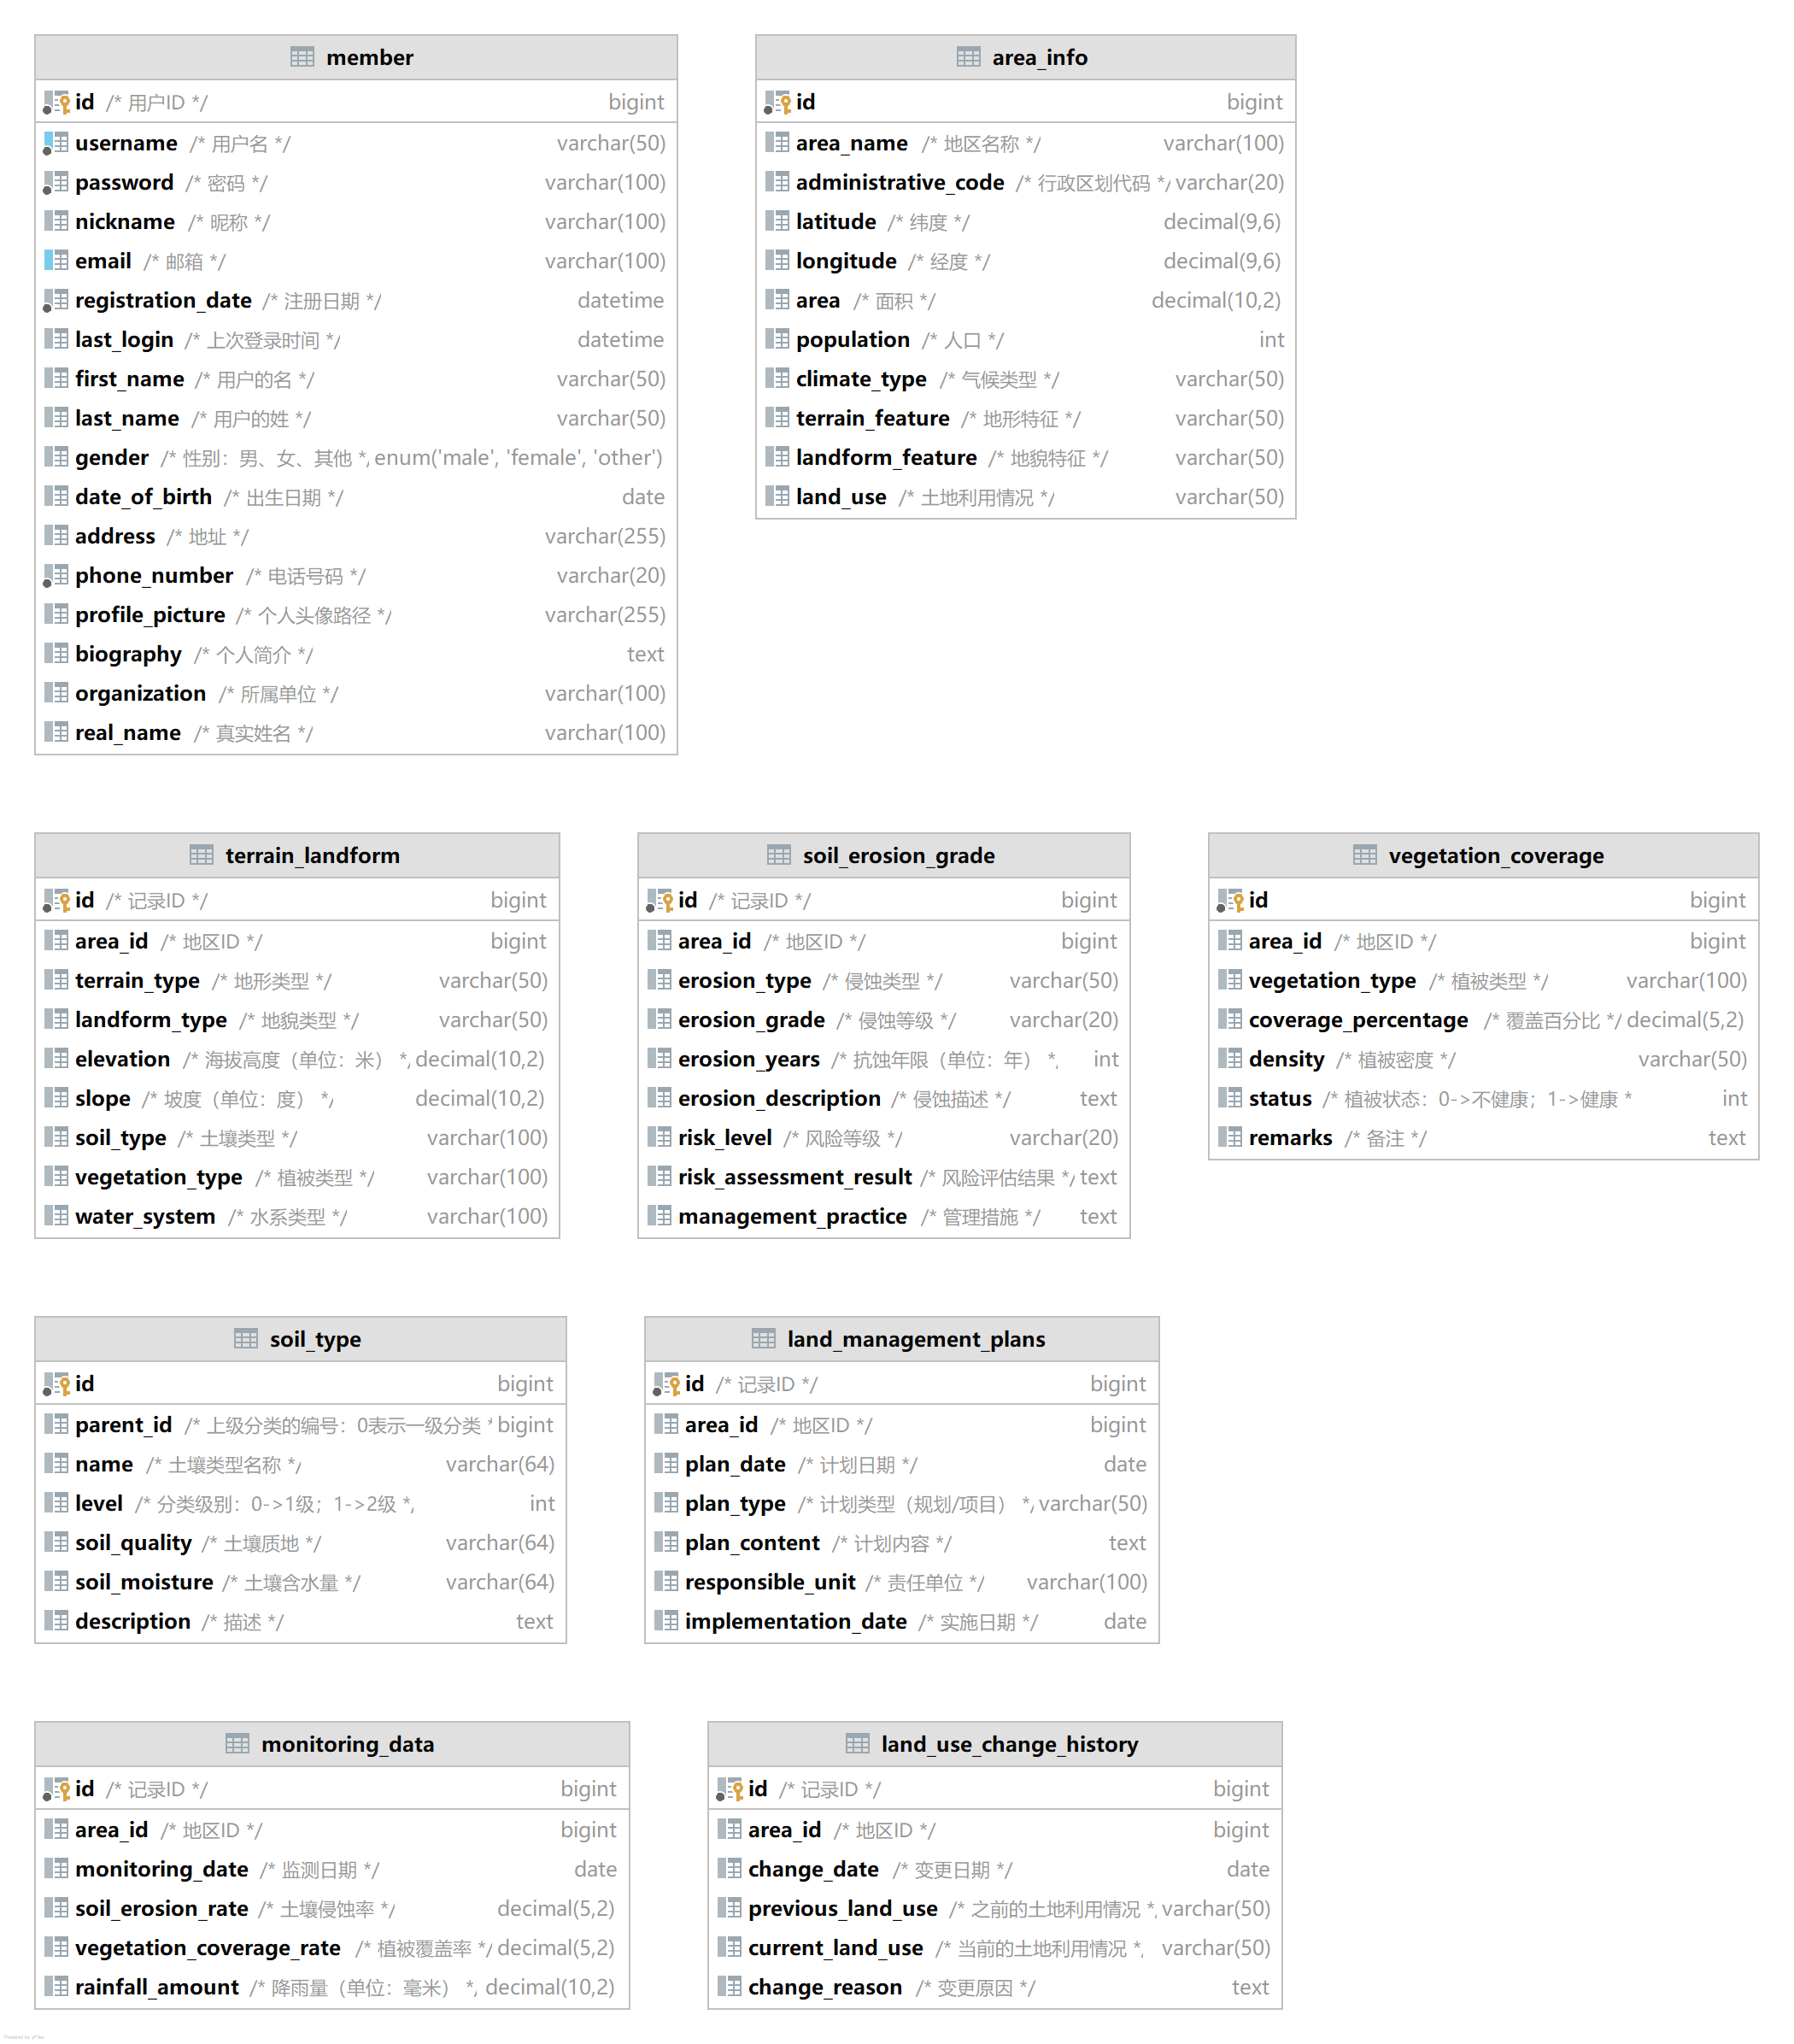 member
id /* 用户ID */ bigint
username /* 用户名 */ varchar(50)
password /* 密码 */ varchar(100)
nickname /* 昵称 */ varchar(100)
email /* 邮箱 */ varchar(100)
registration_date /* 注册日期 */ datetime
last_login /* 上次登录时间 */ datetime
first_name /* 用户的名 */ varchar(50)
last_name /* 用户的姓 */ varchar(50)
gender /* 性别：男、女、其他 *, enum('male', 'female', 'other')
date_of_birth /* 出生日期 */ date
address /* 地址 */ varchar(255)
phone_number /* 电话号码 */ varchar(20)
profile_picture /* 个人头像路径 */ varchar(255)
biography /* 个人简介 */ text
organization /* 所属单位 */ varchar(100)
real_name /* 真实姓名 */ varchar(100)
area_info
id bigint
area_name /* 地区名称 */ varchar(100)
administrative_code /* 行政区划代码 */ varchar(20)
latitude /* 纬度 */ decimal(9,6)
longitude /* 经度 */ decimal(9,6)
area /* 面积 */ decimal(10,2)
population /* 人口 */ int
climate_type /* 气候类型 */ varchar(50)
terrain_feature /* 地形特征 */ varchar(50)
landform_feature /* 地貌特征 */ varchar(50)
land_use /* 土地利用情况 */ varchar(50)
terrain_landform
id /* 记录ID */ bigint
area_id /* 地区ID */ bigint
terrain_type /* 地形类型 */ varchar(50)
landform_type /* 地貌类型 */ varchar(50)
elevation /* 海拔高度（单位：米） */ decimal(10,2)
slope /* 坡度（单位：度） */ decimal(10,2)
soil_type /* 土壤类型 */ varchar(100)
vegetation_type /* 植被类型 */ varchar(100)
water_system /* 水系类型 */ varchar(100)
soil_erosion_grade
id /* 记录ID */ bigint
area_id /* 地区ID */ bigint
erosion_type /* 侵蚀类型 */ varchar(50)
erosion_grade /* 侵蚀等级 */ varchar(20)
erosion_years /* 抗蚀年限（单位：年） */ int
erosion_description /* 侵蚀描述 */ text
risk_level /* 风险等级 */ varchar(20)
risk_assessment_result /* 风险评估结果 */ text
management_practice /* 管理措施 */ text
vegetation_coverage
id bigint
area_id /* 地区ID */ bigint
vegetation_type /* 植被类型 */ varchar(100)
coverage_percentage /* 覆盖百分比 */ decimal(5,2)
density /* 植被密度 */ varchar(50)
status /* 植被状态：0->不健康；1->健康 * int
remarks /* 备注 */ text
soil_type
id bigint
parent_id /* 上级分类的编号：0表示一级分类 * bigint
name /* 土壤类型名称 */ varchar(64)
level /* 分类级别：0->1级；1->2级 */ int
soil_quality /* 土壤质地 */ varchar(64)
soil_moisture /* 土壤含水量 */ varchar(64)
description /* 描述 */ text
land_management_plans
id /* 记录ID */ bigint
area_id /* 地区ID */ bigint
plan_date /* 计划日期 */ date
plan_type /* 计划类型（规划/项目） */ varchar(50)
plan_content /* 计划内容 */ text
responsible_unit /* 责任单位 */ varchar(100)
implementation_date /* 实施日期 */ date
monitoring_data
id /* 记录ID */ bigint
area_id /* 地区ID */ bigint
monitoring_date /* 监测日期 */ date
soil_erosion_rate /* 土壤侵蚀率 */ decimal(5,2)
vegetation_coverage_rate /* 植被覆盖率 */ decimal(5,2)
rainfall_amount /* 降雨量（单位：毫米） */ decimal(10,2)
land_use_change_history
id /* 记录ID */ bigint
area_id /* 地区ID */ bigint
change_date /* 变更日期 */ date
previous_land_use /* 之前的土地利用情况 */ varchar(50)
current_land_use /* 当前的土地利用情况 */ varchar(50)
change_reason /* 变更原因 */ text
Powered by yFiles